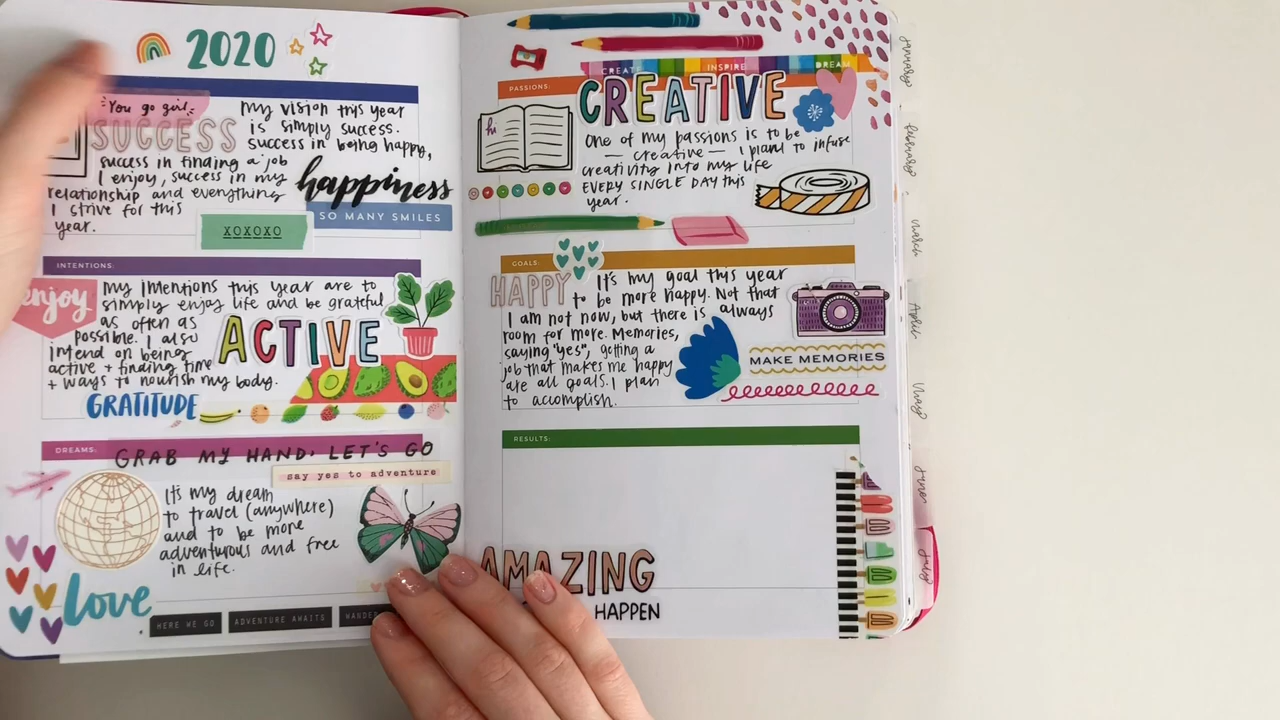 2020
You go girl
SUCCESS
my vision this year
is simply success.
success in being happy,
success in finding a job
I enjoy, success in my
relationship and everything
I strive for this
year.
happiness
SO MANY SMILES
XOXOXO
INTENTIONS:
enjoy
my intentions this year are to
simply enjoy life and be grateful
as often as
possible. I also
intend on being
active + finding time
+ ways to nourish my body.
ACTIVE
GRATITUDE
DREAMS:
GRAB MY HAND, LET'S GO
say yes to adventure
It's my dream
to travel (anywhere)
and to be more
adventurous and free
in life.
love
HERE WE GO
ADVENTURE AWAITS
CREATE INSPIRE DREAM
PASSIONS:
CREATIVE
hi
One of my passions is to be
— creative — I plan to infuse
creativity into my life
EVERY SINGLE DAY this
year.
GOALS:
HAPPY
It's my goal this year
to be more happy. Not that
I am not now, but there is always
room for more. Memories,
saying "yes", getting a
job that makes me happy
are all goals. I plan
to accomplish.
MAKE MEMORIES
RESULTS:
AMAZING
HAPPEN
January
February
March
April
May
June
July